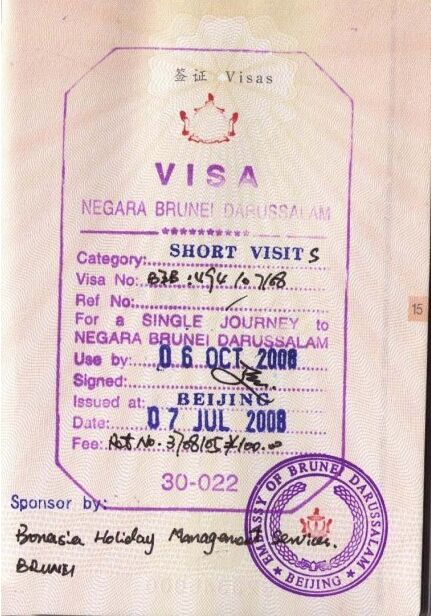 签证 Visas
VISA
NEGARA BRUNEI DARUSSALAM
**********
Category: SHORT VISIT S
Visa No:
Ref No: /
For a SINGLE JOURNEY to
NEGARA BRUNEI DARUSSALAM
Use by: 06 OCT 2008
Signed:
Issued at: BEIJING
Date: 07 JUL 2008
Fee:
30-022
15
Sponsor by:
Bonasia Holiday Management Services.
BRUNEI
EMBASSY OF BRUNEI DARUSSALAM
★ BEIJING ★